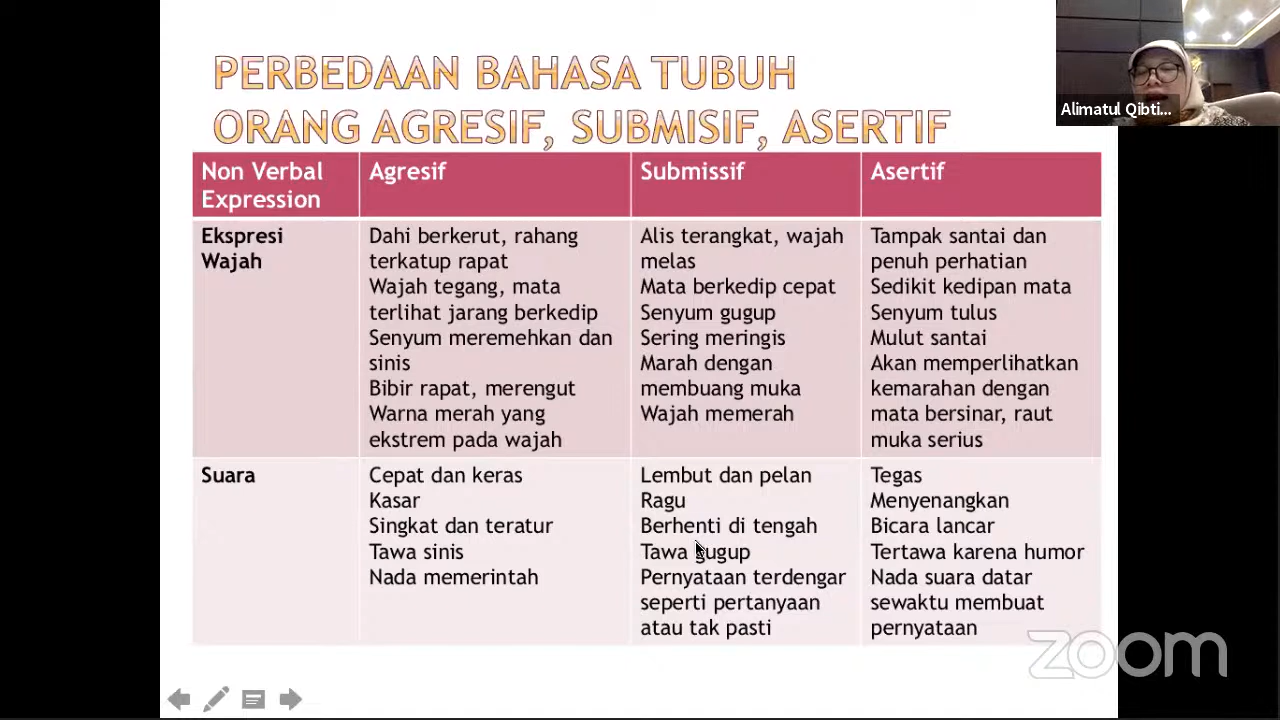 PERBEDAAN BAHASA TUBUH
ORANG AGRESIF, SUBMISIF, ASERTIF
Alimatul Qibti...
Non Verbal
Expression
Agresif
Submissif
Asertif
Ekspresi
Wajah
Dahi berkerut, rahang
terkatup rapat
Wajah tegang, mata
terlihat jarang berkedip
Senyum meremehkan dan
sinis
Bibir rapat, merengut
Warna merah yang
ekstrem pada wajah
Alis terangkat, wajah
melas
Mata berkedip cepat
Senyum gugup
Sering meringis
Marah dengan
membuang muka
Wajah memerah
Tampak santai dan
penuh perhatian
Sedikit kedipan mata
Senyum tulus
Mulut santai
Akan memperlihatkan
kemarahan dengan
mata bersinar, raut
muka serius
Suara
Cepat dan keras
Kasar
Singkat dan teratur
Tawa sinis
Nada memerintah
Lembut dan pelan
Ragu
Berhenti di tengah
Tawa gugup
Pernyataan terdengar
seperti pertanyaan
atau tak pasti
Tegas
Menyenangkan
Bicara lancar
Tertawa karena humor
Nada suara datar
sewaktu membuat
pernyataan
zoom